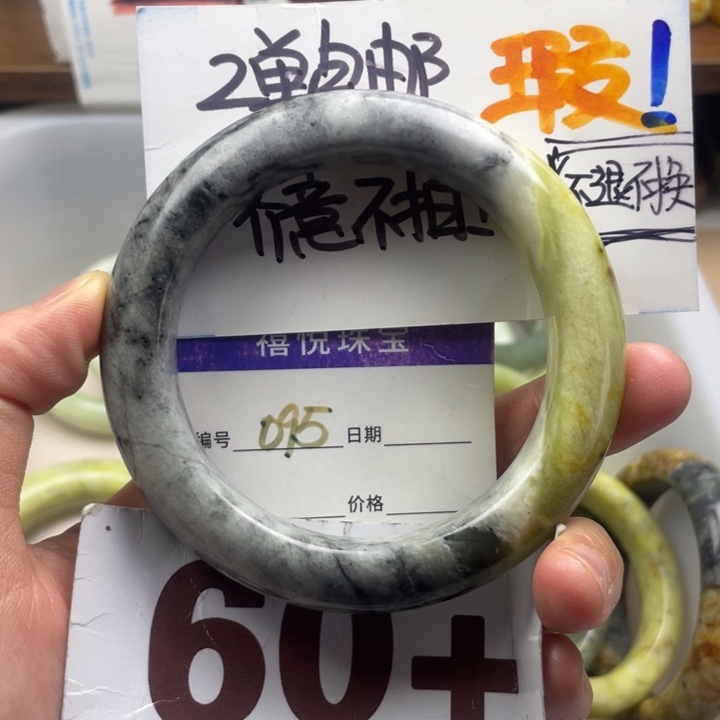 2单包邮
瑕!
介意不拍!
*不退不换
禧悦珠宝
编号 095 日期
价格
60+